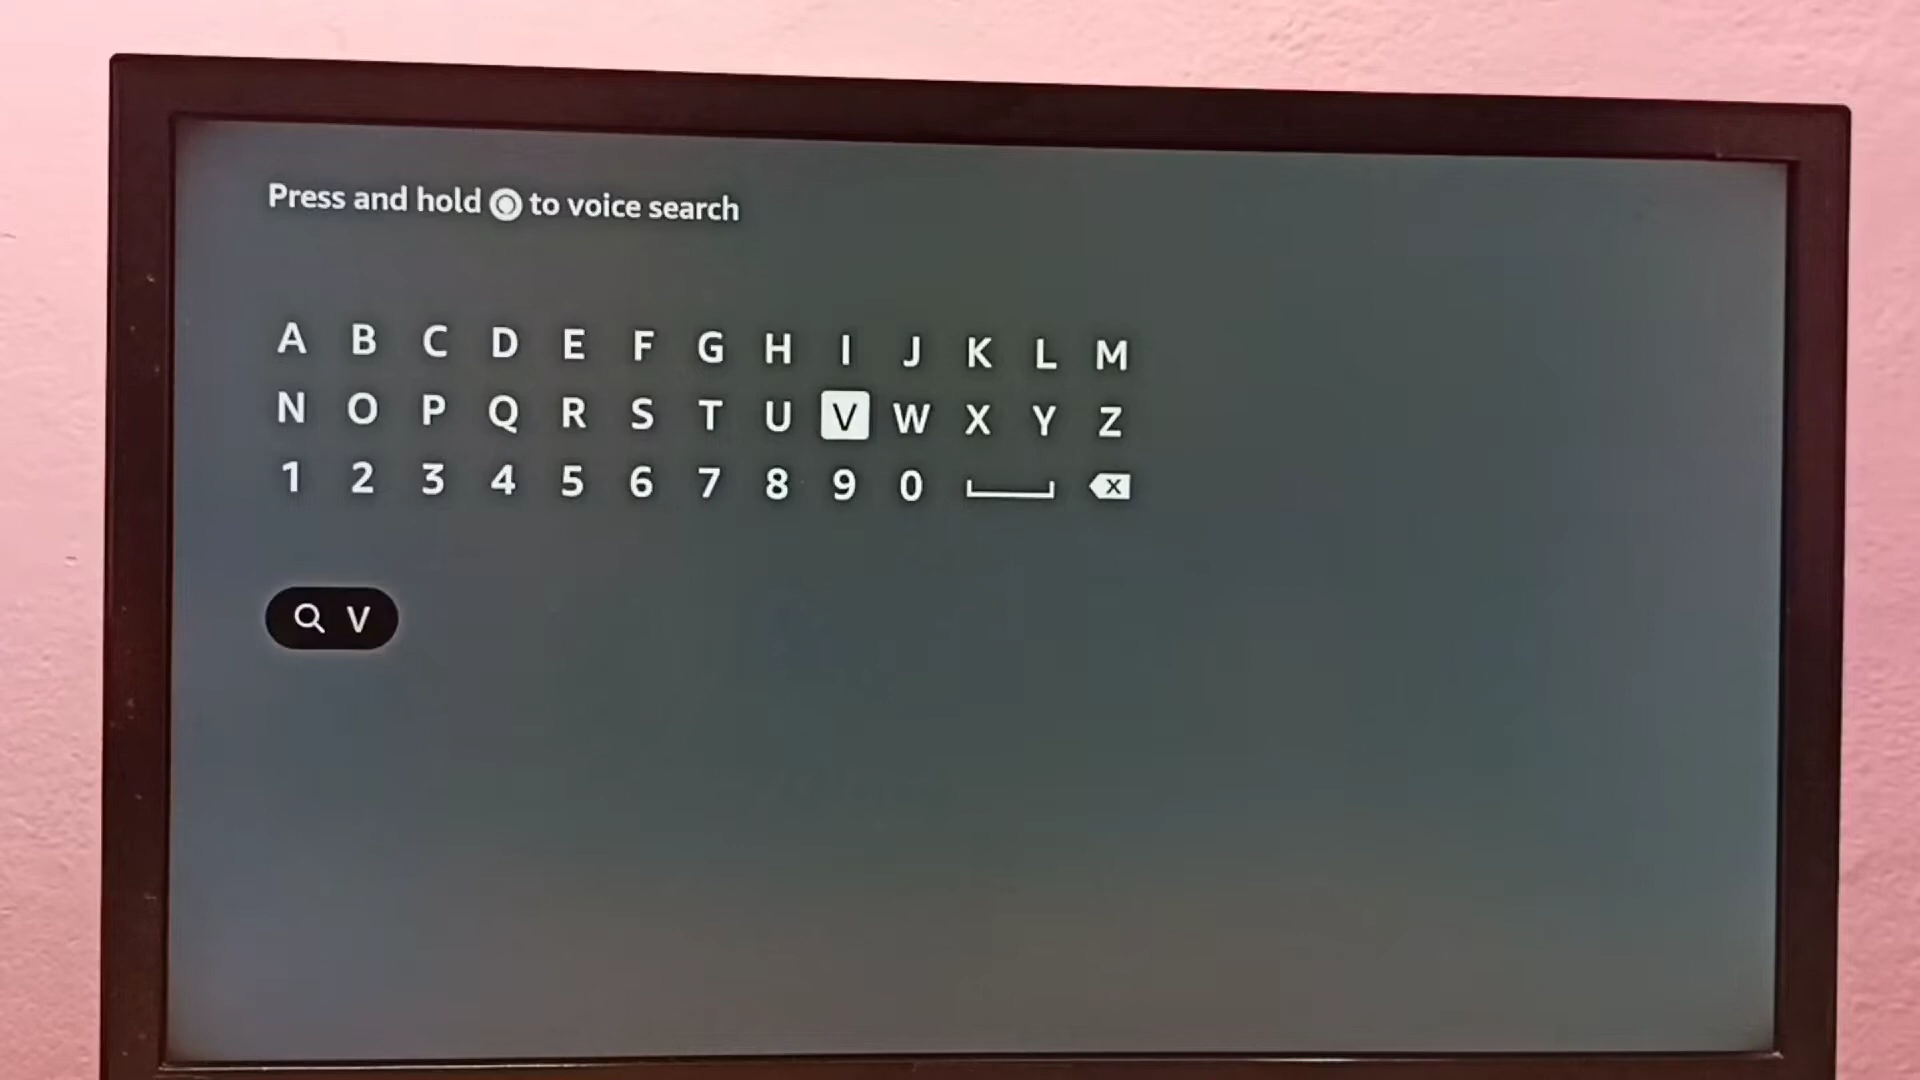 Press and hold to voice search
A B C D E F G H I J K L M
N O P Q R S T U V W X Y Z
1 2 3 4 5 6 7 8 9 0
V